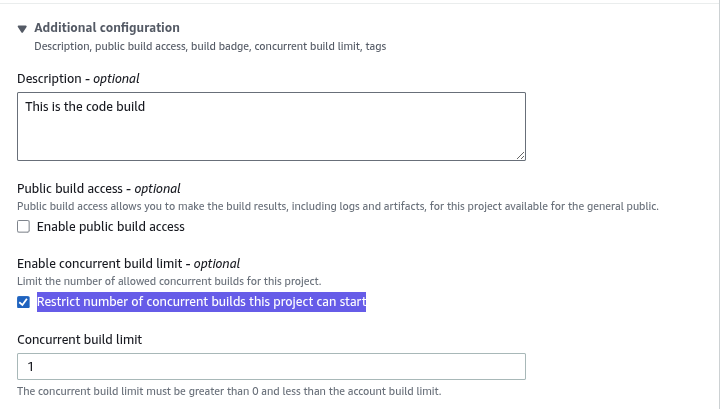 Additional configuration
Description, public build access, build badge, concurrent build limit, tags
Description - optional
This is the code build
Public build access - optional
Public build access allows you to make the build results, including logs and artifacts, for this project available for the general public.
Enable public build access
Enable concurrent build limit - optional
Limit the number of allowed concurrent builds for this project.
Restrict number of concurrent builds this project can start
Concurrent build limit
1
The concurrent build limit must be greater than 0 and less than the account build limit.